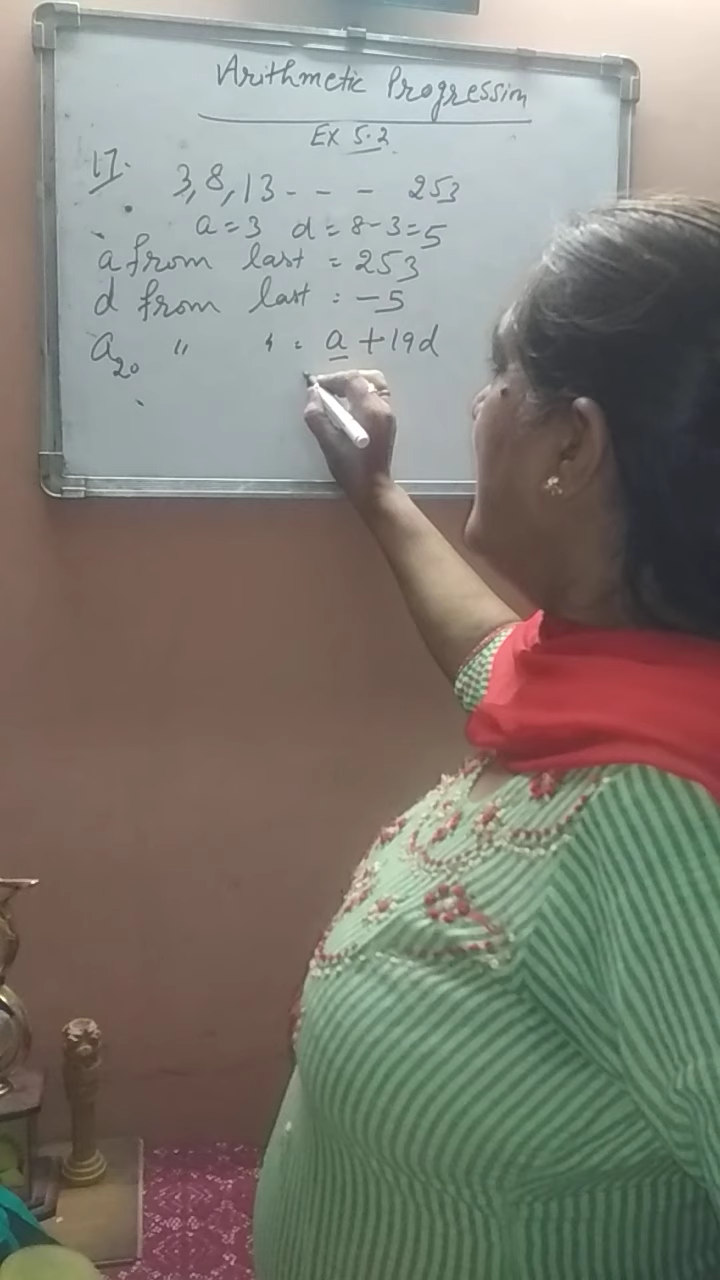 Arithmetic Progression
EX 5.2
17.
3, 8, 13 - - - 253
a = 3 d = 8-3=5
a from last = 253
d from last = -5
a20 " " = a + 19d